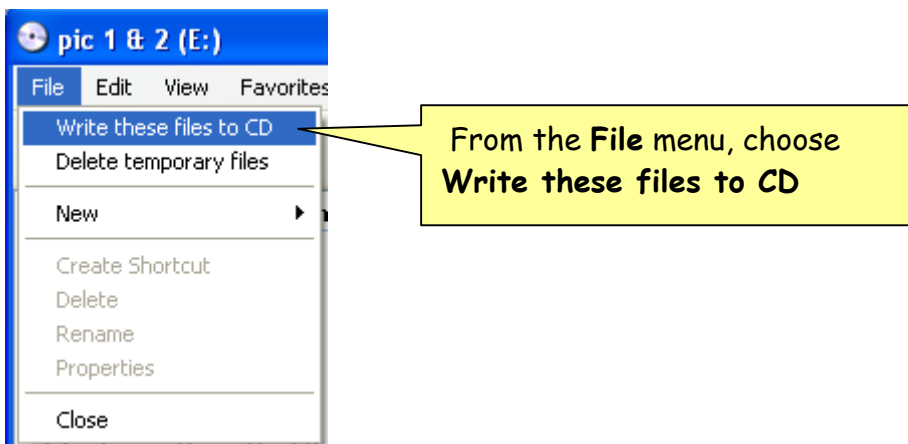 pic 1 & 2 (E:)
File Edit View Favorites
Write these files to CD
Delete temporary files
New
Create Shortcut
Delete
Rename
Properties
Close
From the File menu, choose
Write these files to CD